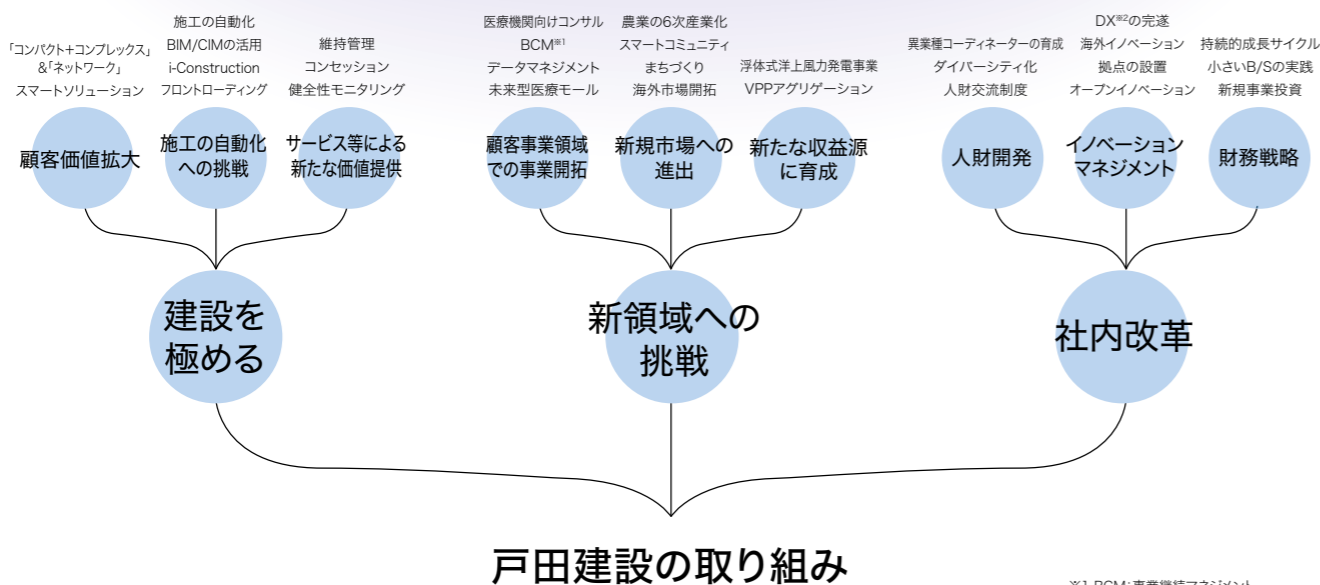 「コンパクト+コンプレックス」
&「ネットワーク」
スマートソリューション
顧客価値拡大
施工の自動化
BIM/CIMの活用
i-Construction
フロントローディング
施工の自動化
への挑戦
維持管理
コンセッション
健全性モニタリング
サービス等による
新たな価値提供
医療機関向けコンサル
BCM※1
データマネジメント
未来型医療モール
顧客事業領域
での事業開拓
農業の6次産業化
スマートコミュニティ
まちづくり
海外市場開拓
新規市場への
進出
浮体式洋上風力発電事業
VPPアグリゲーション
新たな収益源
に育成
異業種コーディネーターの育成
ダイバーシティ化
人財交流制度
人財開発
DX※2の完遂
海外イノベーション
拠点の設置
オープンイノベーション
イノベーション
マネジメント
持続的成長サイクル
小さいB/Sの実践
新規事業投資
財務戦略
建設を
極める
新領域への
挑戦
社内改革
戸田建設の取り組み